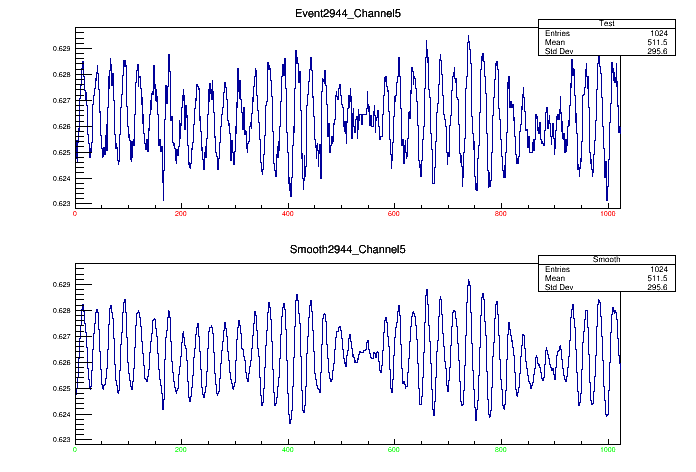 Event2944_Channel5
Test
Entries 1024
Mean 511.5
Std Dev 295.6
0.629
0.628
0.627
0.626
0.625
0.624
0.623
0 200 400 600 800 1000
Smooth2944_Channel5
Smooth
Entries 1024
Mean 511.5
Std Dev 295.6
0.629
0.628
0.627
0.626
0.625
0.624
0.623
0 200 400 600 800 1000